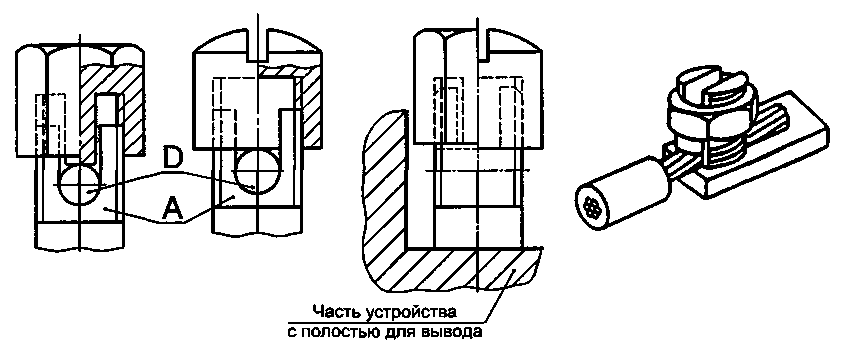 D
A
Часть устройства
с полостью для вывода